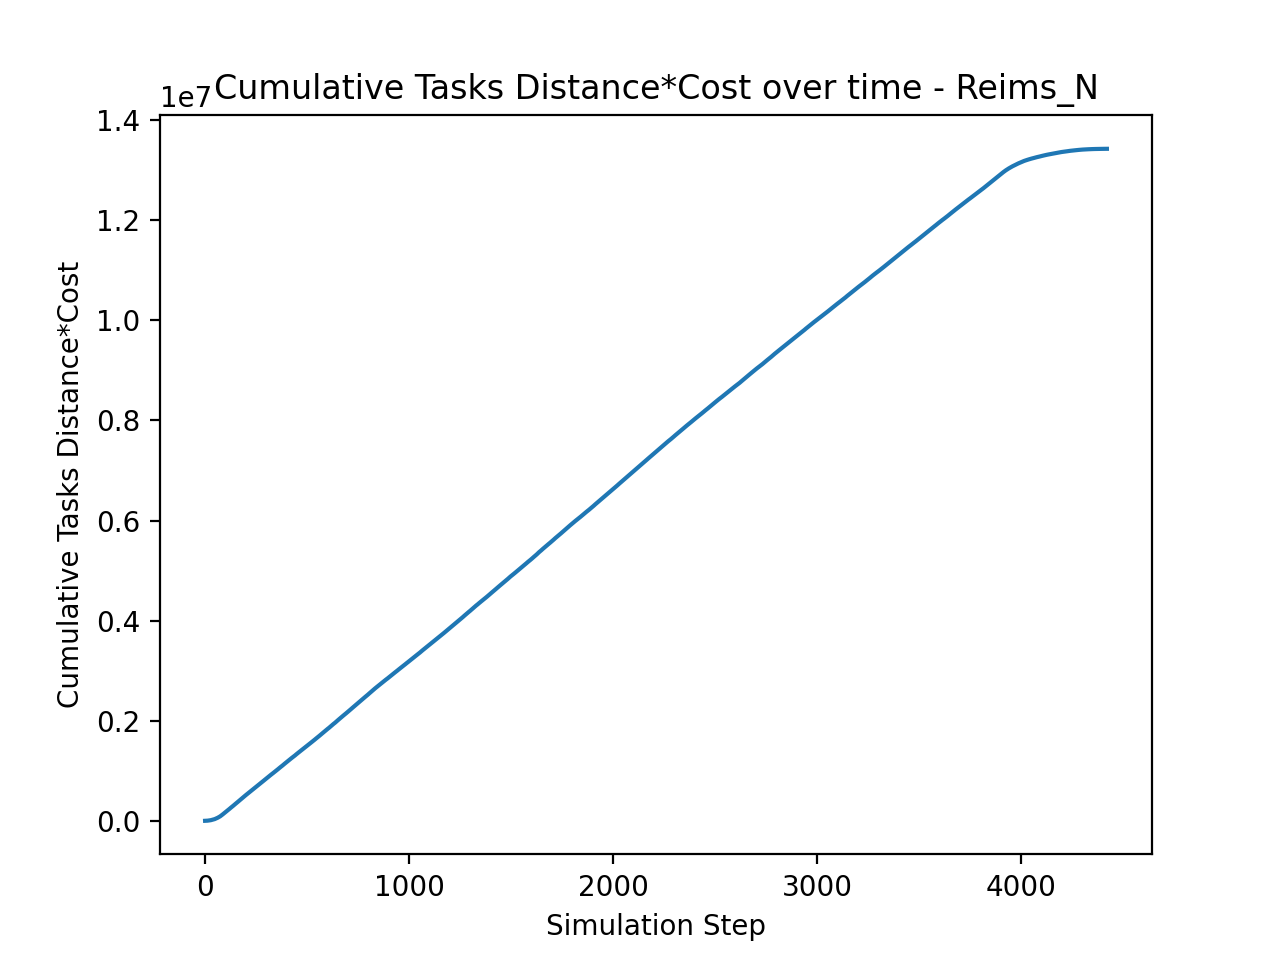 Cumulative Tasks Distance*Cost over time - Reims_N
1e7
1.4
1.2
1.0
0.8
0.6
0.4
0.2
0.0
Cumulative Tasks Distance*Cost
0 1000 2000 3000 4000
Simulation Step